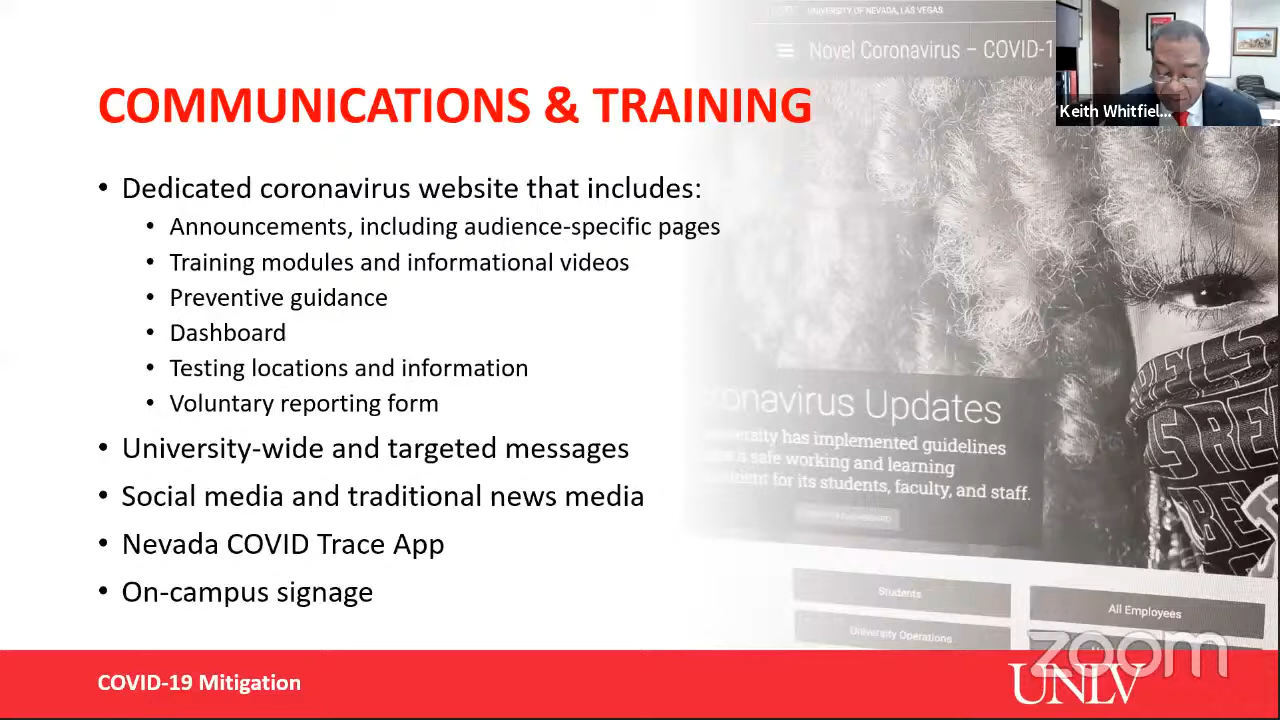 UNIVERSITY OF NEVADA, LAS VEGAS
Novel Coronavirus – COVID-1
Keith Whitfiel...
COMMUNICATIONS & TRAINING
• Dedicated coronavirus website that includes:
• Announcements, including audience-specific pages
• Training modules and informational videos
• Preventive guidance
• Dashboard
• Testing locations and information
• Voluntary reporting form
• University-wide and targeted messages
• Social media and traditional news media
• Nevada COVID Trace App
• On-campus signage
onavirus Updates
has implemented guidelines
a safe working and learning
for its students, faculty, and staff.
Students
All Employees
University Operations
zoom
COVID-19 Mitigation
UNLV